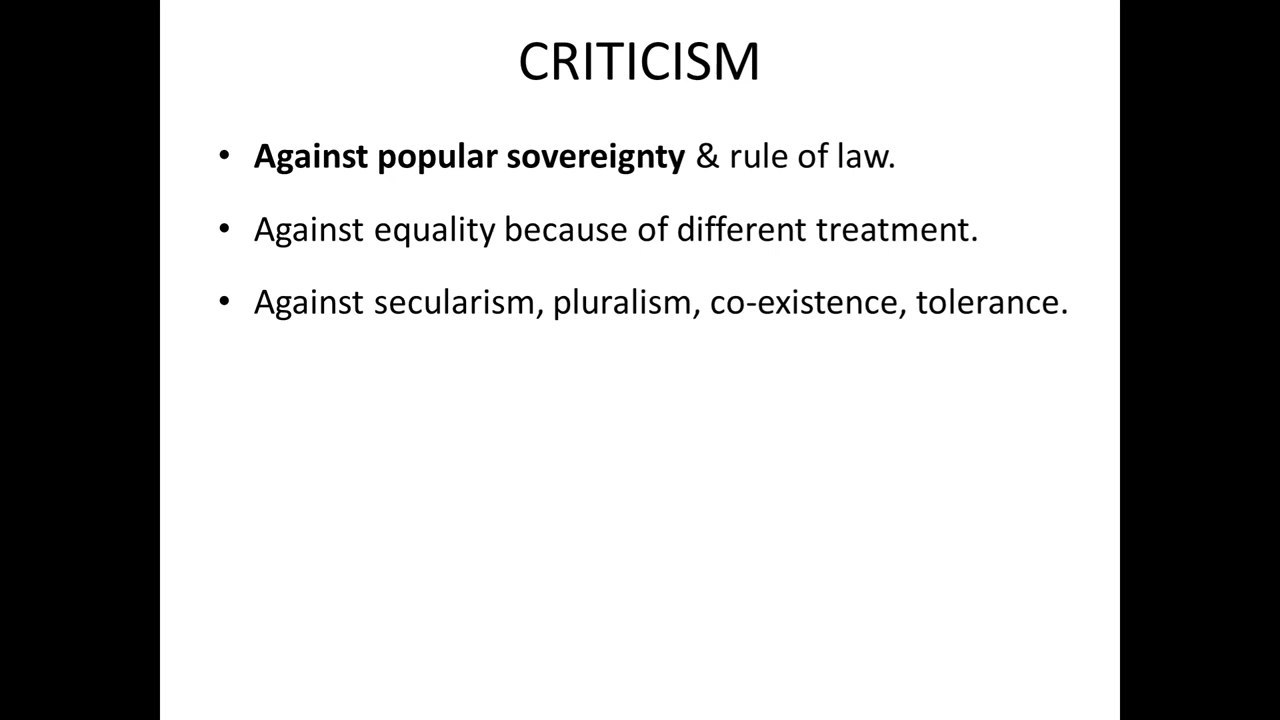 CRITICISM
• Against popular sovereignty & rule of law.
• Against equality because of different treatment.
• Against secularism, pluralism, co-existence, tolerance.